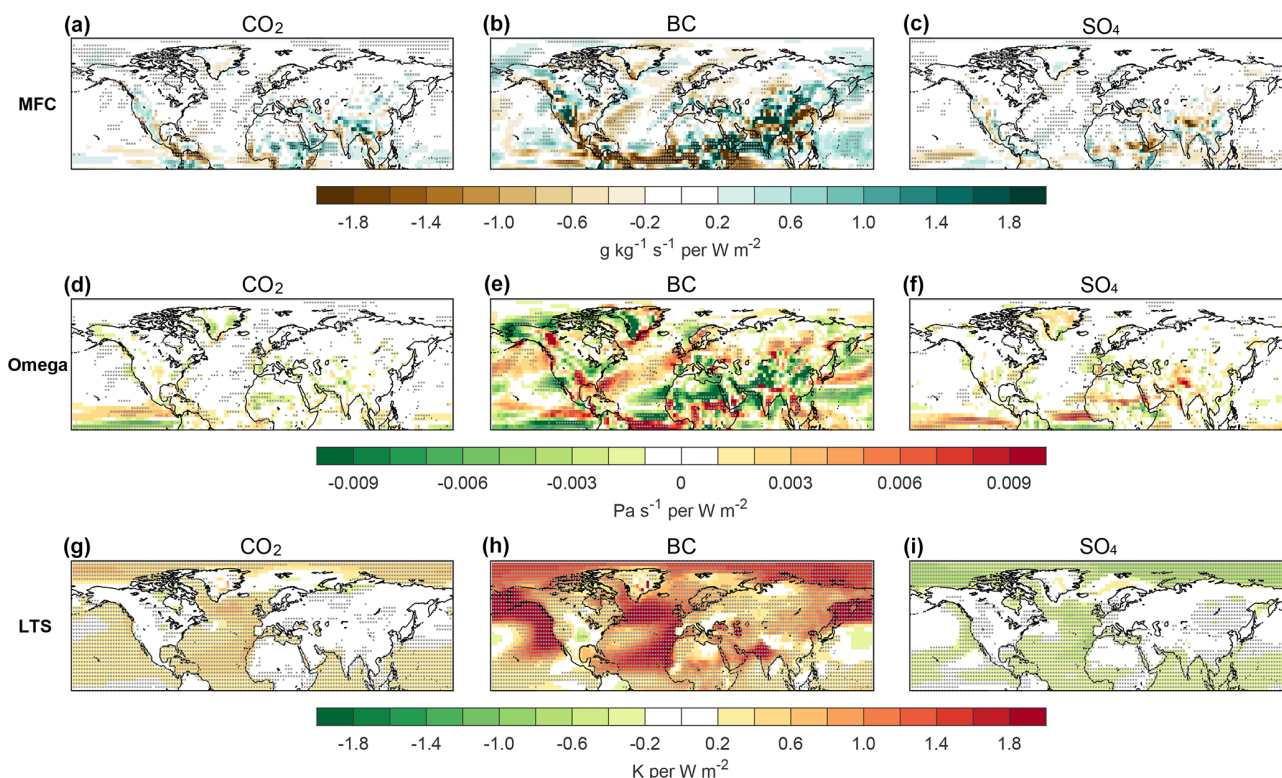 (a) CO₂ (b) BC (c) SO₄
MFC
-1.8 -1.4 -1.0 -0.6 -0.2 0.2 0.6 1.0 1.4 1.8
g kg⁻¹ s⁻¹ per W m⁻²
(d) CO₂ (e) BC (f) SO₄
Omega
-0.009 -0.006 -0.003 0 0.003 0.006 0.009
Pa s⁻¹ per W m⁻²
(g) CO₂ (h) BC (i) SO₄
LTS
-1.8 -1.4 -1.0 -0.6 -0.2 0.2 0.6 1.0 1.4 1.8
K per W m⁻²